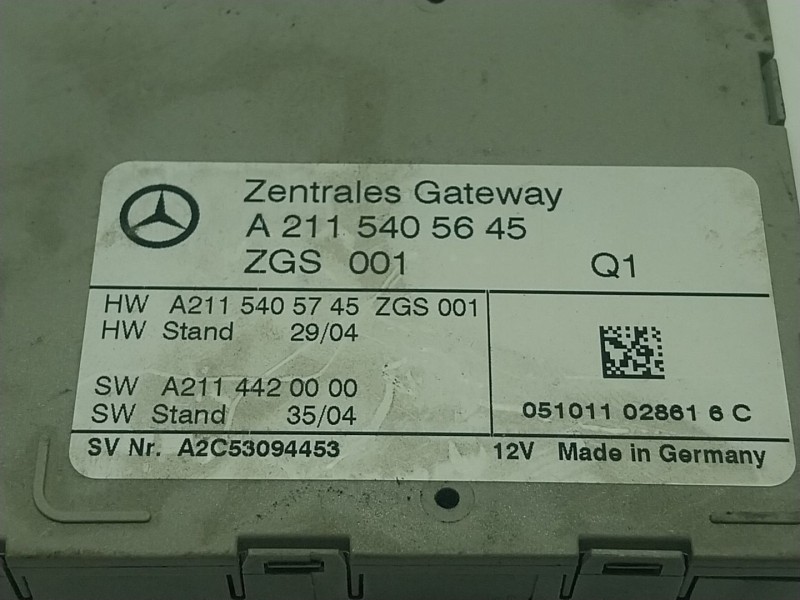 Zentrales Gateway
A 211 540 56 45
ZGS 001 Q1
HW A211 540 57 45 ZGS 001
HW Stand 29/04
SW A211 442 00 00
SW Stand 35/04
051011 02861 6 C
SV Nr. A2C53094453 12V Made in Germany